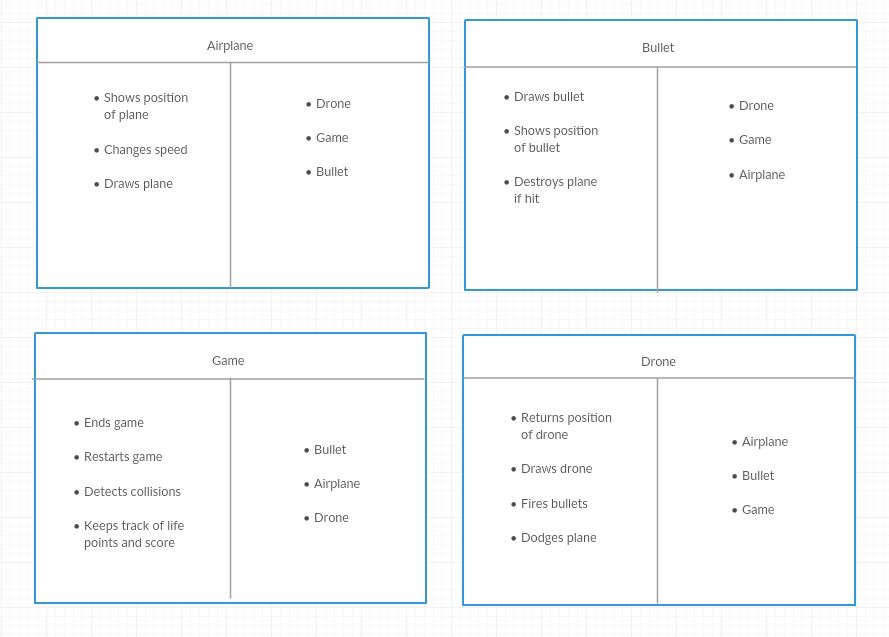 Airplane
• Shows position
of plane
• Changes speed
• Draws plane
• Drone
• Game
• Bullet
Bullet
• Draws bullet
• Shows position
of bullet
• Destroys plane
if hit
• Drone
• Game
• Airplane
Game
• Ends game
• Restarts game
• Detects collisions
• Keeps track of life
points and score
• Bullet
• Airplane
• Drone
Drone
• Returns position
of drone
• Draws drone
• Fires bullets
• Dodges plane
• Airplane
• Bullet
• Game